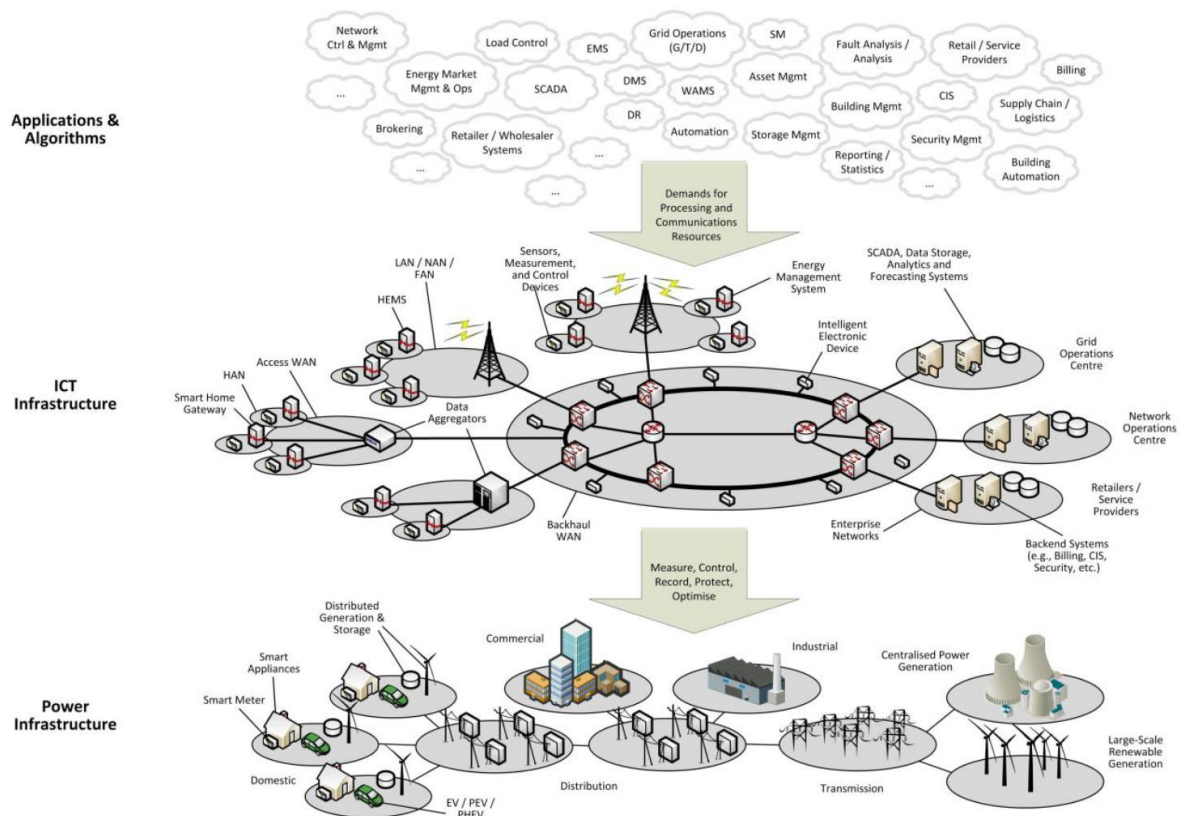 Applications &
Algorithms
Network
Ctrl & Mgmt
Load Control
EMS
Grid Operations
(G/T/D)
SM
Fault Analysis /
Analysis
Retail / Service
Providers
Billing
...
Energy Market
Mgmt & Ops
SCADA
DMS
WAMS
Asset Mgmt
Building Mgmt
CIS
Supply Chain /
Logistics
Brokering
Retailer / Wholesaler
Systems
DR
Automation
Storage Mgmt
Security Mgmt
...
...
Reporting /
Statistics
Building
Automation
...
...
Demands for
Processing and
Communications
Resources
ICT
Infrastructure
LAN / NAN /
FAN
Sensors,
Measurement,
and Control
Devices
Energy
Management
System
SCADA, Data Storage,
Analytics and
Forecasting Systems
HEMS
Intelligent
Electronic
Device
Grid
Operations
Centre
Access WAN
HAN
Smart Home
Gateway
Data
Aggregators
Network
Operations
Centre
Backhaul
WAN
Enterprise
Networks
Retailers /
Service
Providers
Backend Systems
(e.g., Billing, CIS,
Security, etc.)
Measure, Control,
Record, Protect,
Optimise
Power
Infrastructure
Distributed
Generation &
Storage
Commercial
Industrial
Centralised Power
Generation
Smart
Appliances
Smart Meter
Domestic
Distribution
Transmission
Large-Scale
Renewable
Generation
EV / PEV /
PHEV